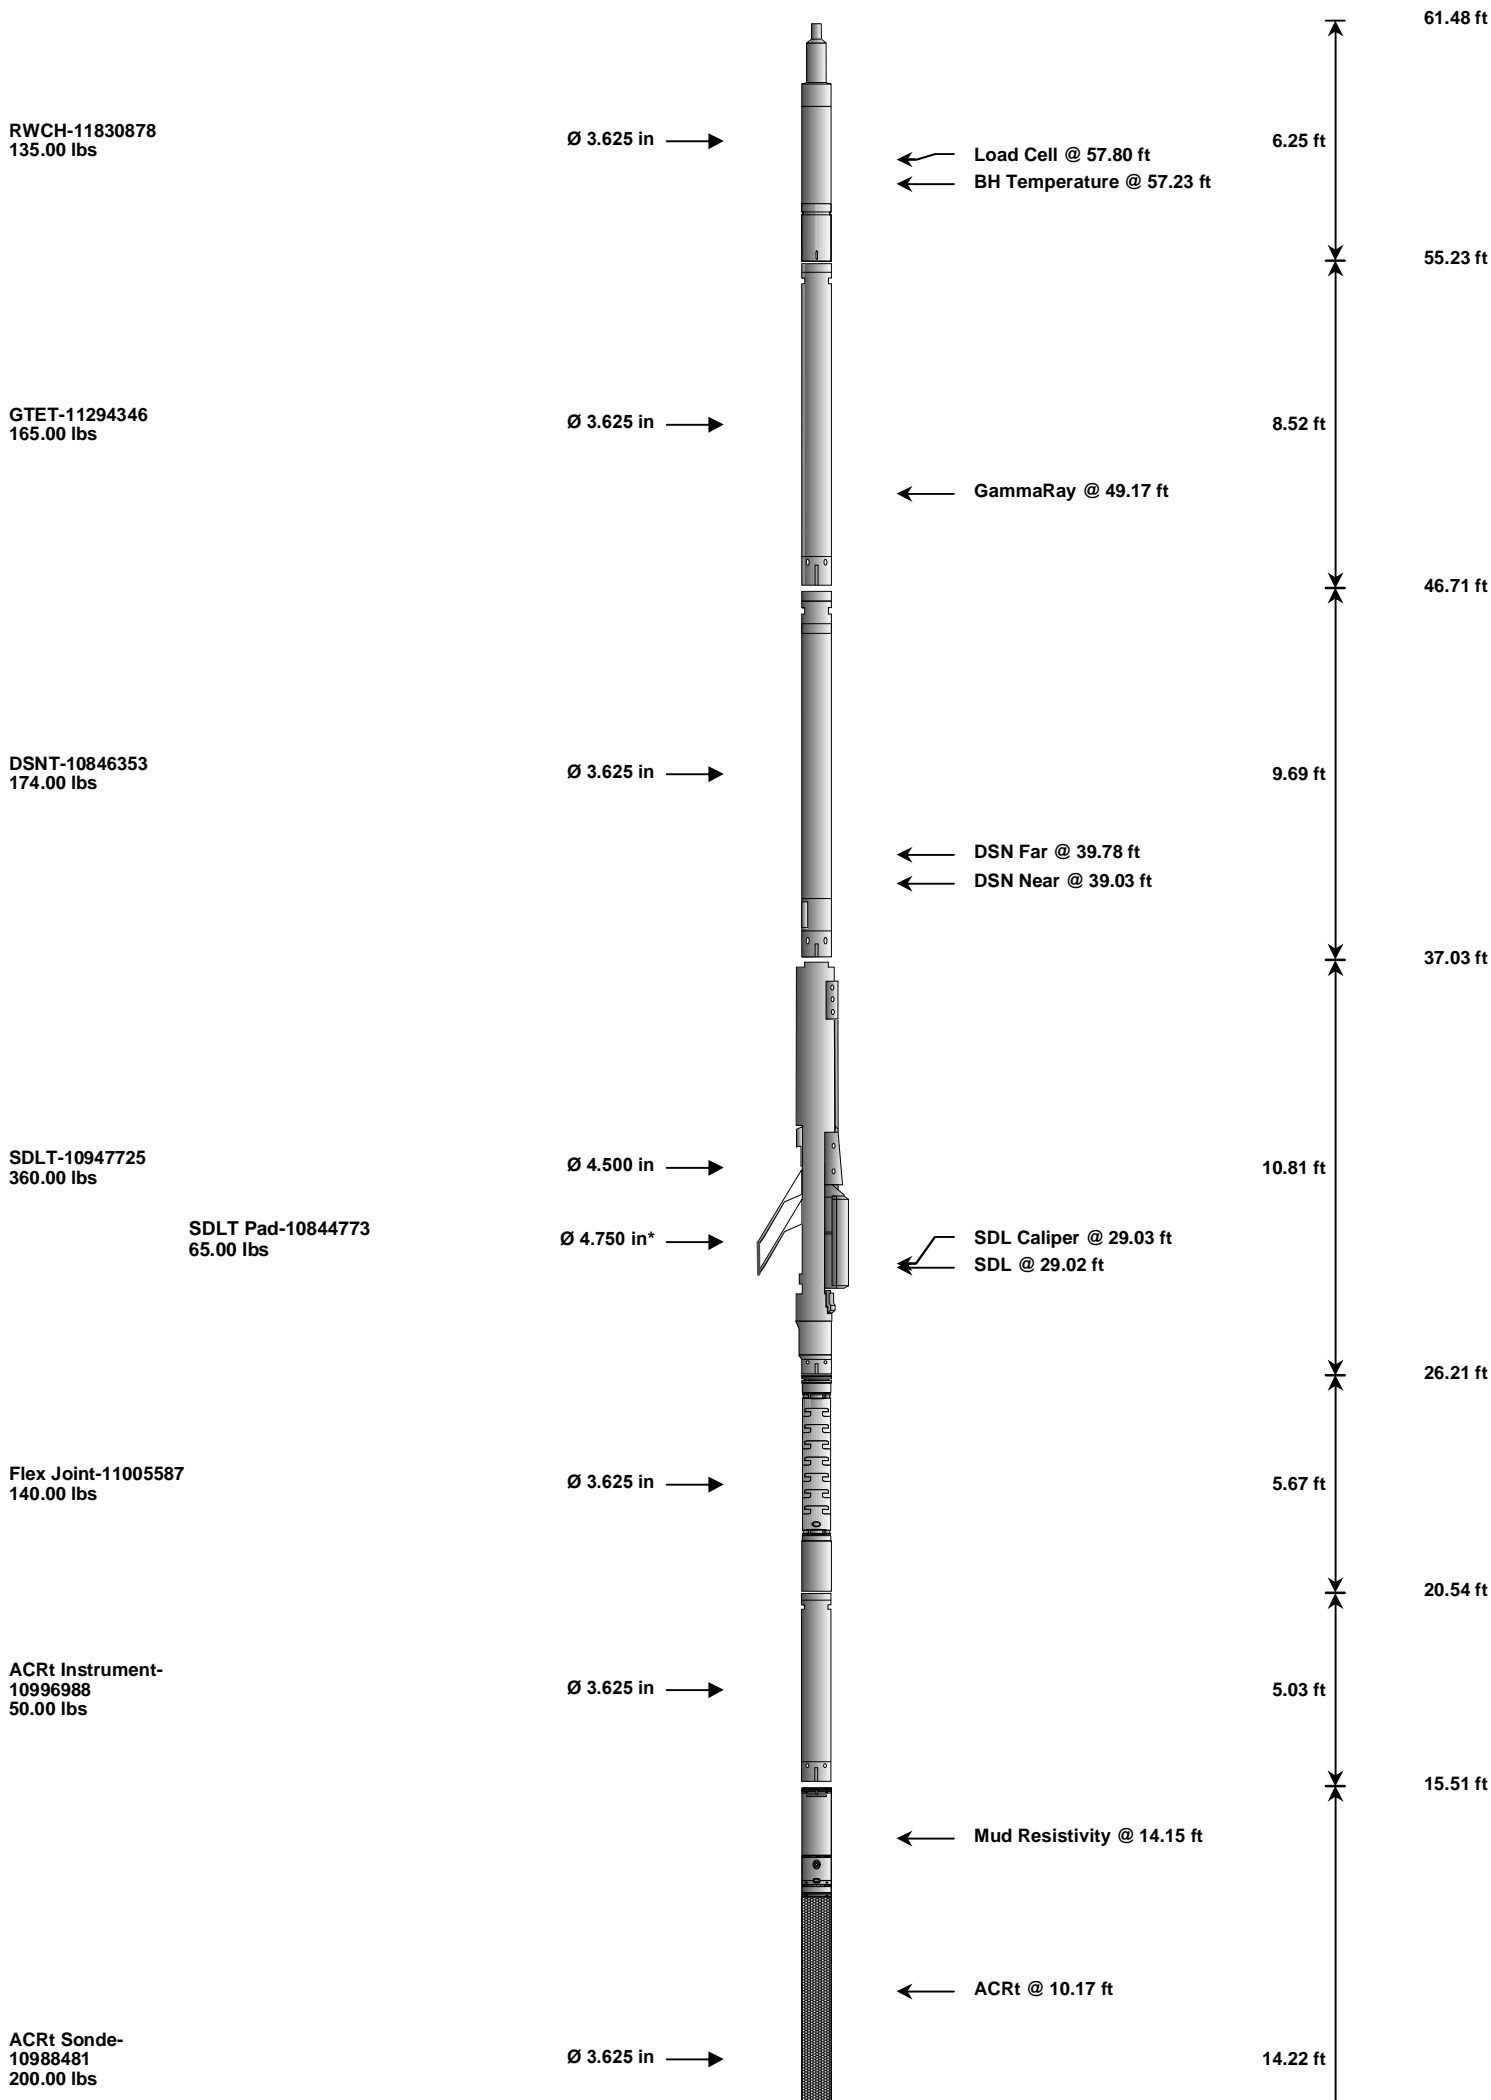 61.48 ft
RWCH-11830878
135.00 lbs
Ø 3.625 in
6.25 ft
Load Cell @ 57.80 ft
BH Temperature @ 57.23 ft
55.23 ft
GTET-11294346
165.00 lbs
Ø 3.625 in
8.52 ft
GammaRay @ 49.17 ft
46.71 ft
DSNT-10846353
174.00 lbs
Ø 3.625 in
9.69 ft
DSN Far @ 39.78 ft
DSN Near @ 39.03 ft
37.03 ft
SDLT-10947725
360.00 lbs
Ø 4.500 in
10.81 ft
SDLT Pad-10844773
65.00 lbs
Ø 4.750 in*
SDL Caliper @ 29.03 ft
SDL @ 29.02 ft
26.21 ft
Flex Joint-11005587
140.00 lbs
Ø 3.625 in
5.67 ft
20.54 ft
ACRt Instrument-
10996988
50.00 lbs
Ø 3.625 in
5.03 ft
15.51 ft
Mud Resistivity @ 14.15 ft
ACRt @ 10.17 ft
ACRt Sonde-
10988481
200.00 lbs
Ø 3.625 in
14.22 ft